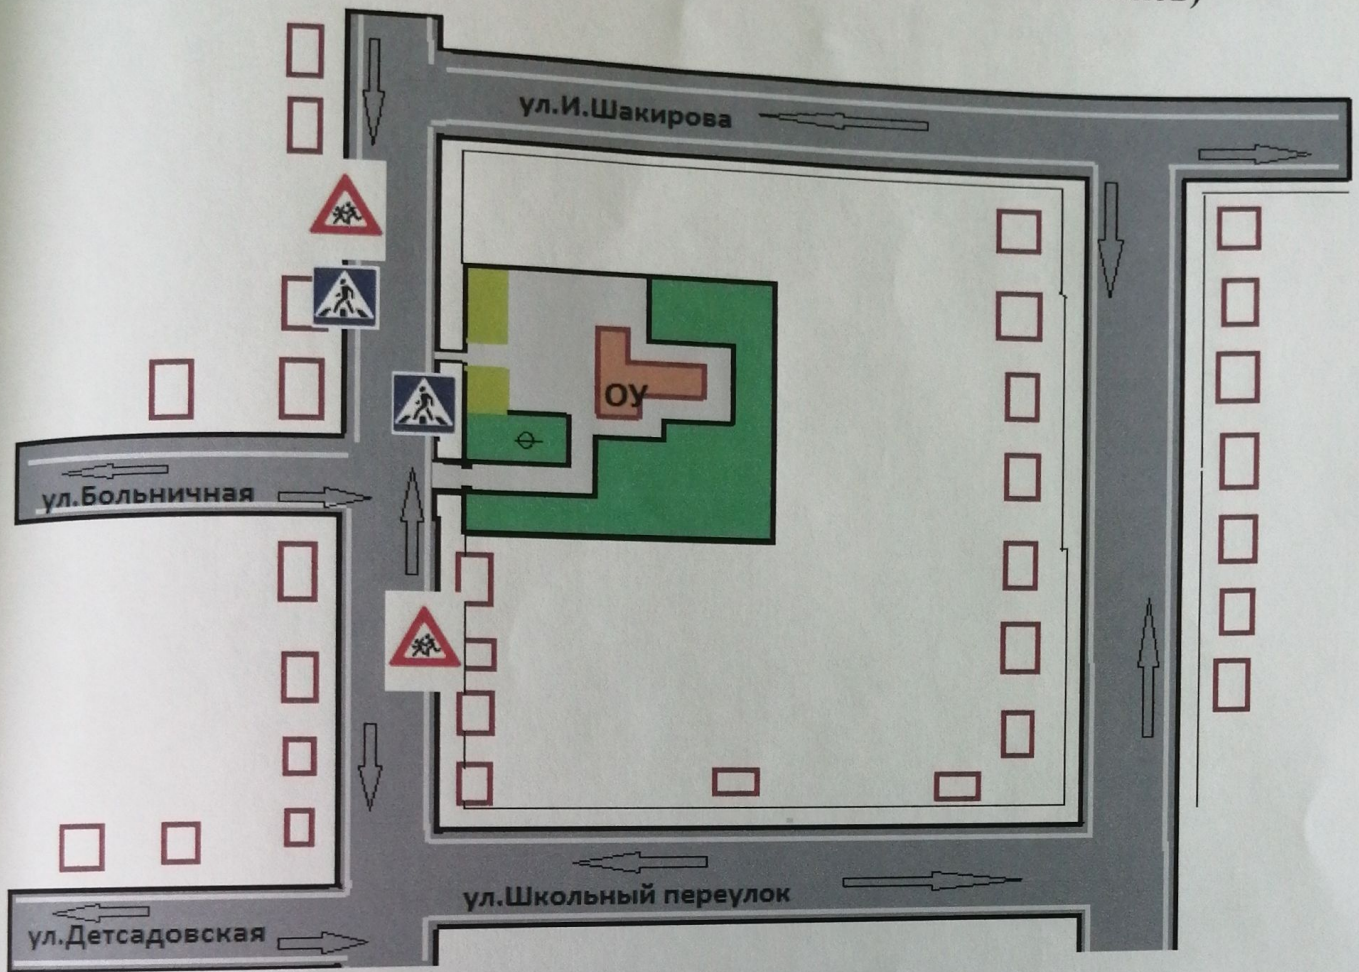 ул.И.Шакирова
ОУ
ул.Больничная
ул.Школьный переулок
ул.Детсадовская